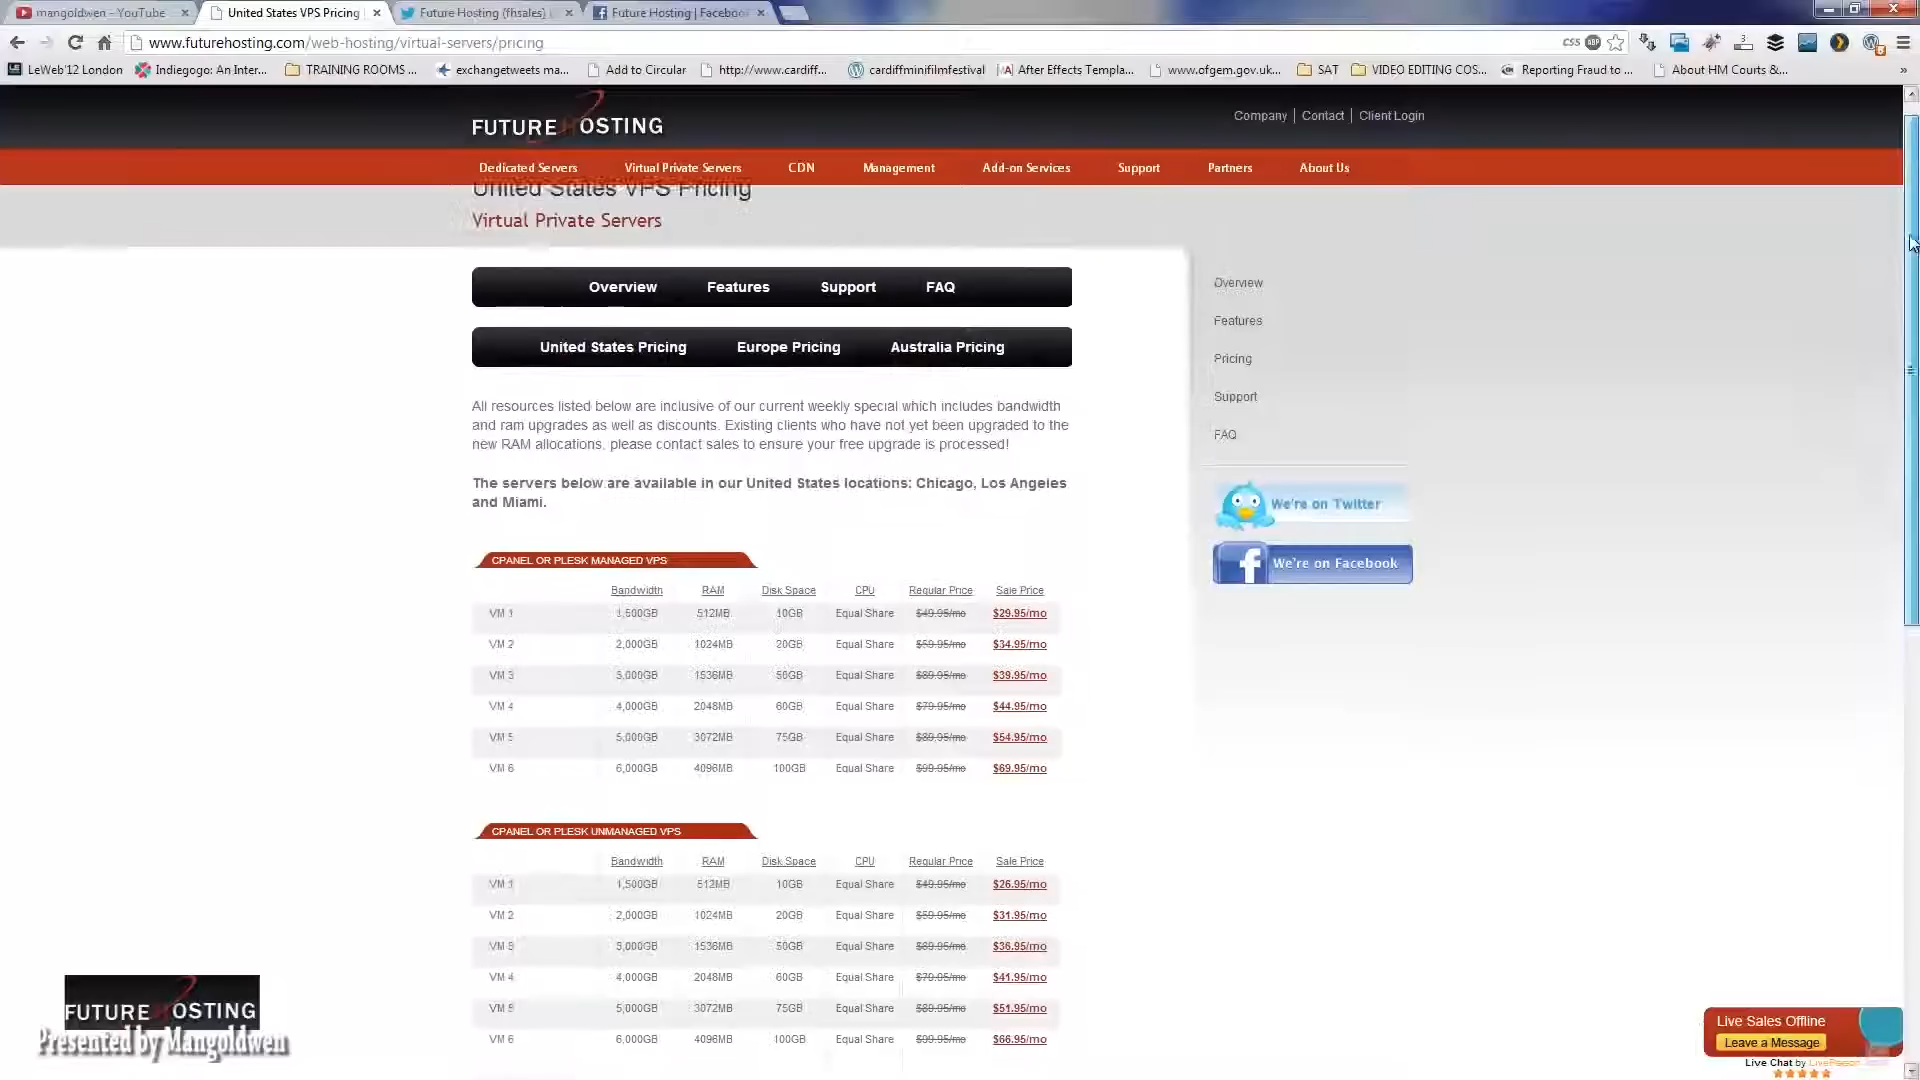 mangoldwen - YouTube
United States VPS Pricing
Future Hosting (fhsales)
Future Hosting | Facebook
www.futurehosting.com/web-hosting/virtual-servers/pricing
CSS
ABP
LeWeb'12 London
Indiegogo: An Inter...
TRAINING ROOMS ...
exchangetweets ma...
Add to Circular
http://www.cardiff...
cardiffminifilmfestival
After Effects Templa...
www.ofgem.gov.uk...
SAT
VIDEO EDITING COS...
Reporting Fraud to ...
About HM Courts &...
»
FUTUREHOSTING
Company | Contact | Client Login
Dedicated Servers
Virtual Private Servers
CDN
Management
Add-on Services
Support
Partners
About Us
United States VPS Pricing
Virtual Private Servers
Overview Features Support FAQ
United States Pricing Europe Pricing Australia Pricing
Overview
Features
Pricing
Support
FAQ
We're on Twitter
We're on Facebook
All resources listed below are inclusive of our current weekly special which includes bandwidth
and ram upgrades as well as discounts. Existing clients who have not yet been upgraded to the
new RAM allocations, please contact sales to ensure your free upgrade is processed!
The servers below are available in our United States locations: Chicago, Los Angeles
and Miami.
CPANEL OR PLESK MANAGED VPS
Bandwidth RAM Disk Space CPU Regular Price Sale Price
VM 1 1,500GB 512MB 10GB Equal Share $49.95/mo $29.95/mo
VM 2 2,000GB 1024MB 20GB Equal Share $59.95/mo $34.95/mo
VM 3 3,000GB 1536MB 50GB Equal Share $69.95/mo $39.95/mo
VM 4 4,000GB 2048MB 60GB Equal Share $79.95/mo $44.95/mo
VM 5 5,000GB 3072MB 75GB Equal Share $89.95/mo $54.95/mo
VM 6 6,000GB 4096MB 100GB Equal Share $99.95/mo $69.95/mo
CPANEL OR PLESK UNMANAGED VPS
Bandwidth RAM Disk Space CPU Regular Price Sale Price
VM 1 1,500GB 512MB 10GB Equal Share $49.95/mo $26.95/mo
VM 2 2,000GB 1024MB 20GB Equal Share $59.95/mo $31.95/mo
VM 3 3,000GB 1536MB 50GB Equal Share $69.95/mo $36.95/mo
VM 4 4,000GB 2048MB 60GB Equal Share $79.95/mo $41.95/mo
VM 5 5,000GB 3072MB 75GB Equal Share $89.95/mo $51.95/mo
VM 6 6,000GB 4096MB 100GB Equal Share $99.95/mo $66.95/mo
FUTUREHOSTING
Presented by Mangoldwen
Live Sales Offline
Leave a Message
Live Chat by LivePerson